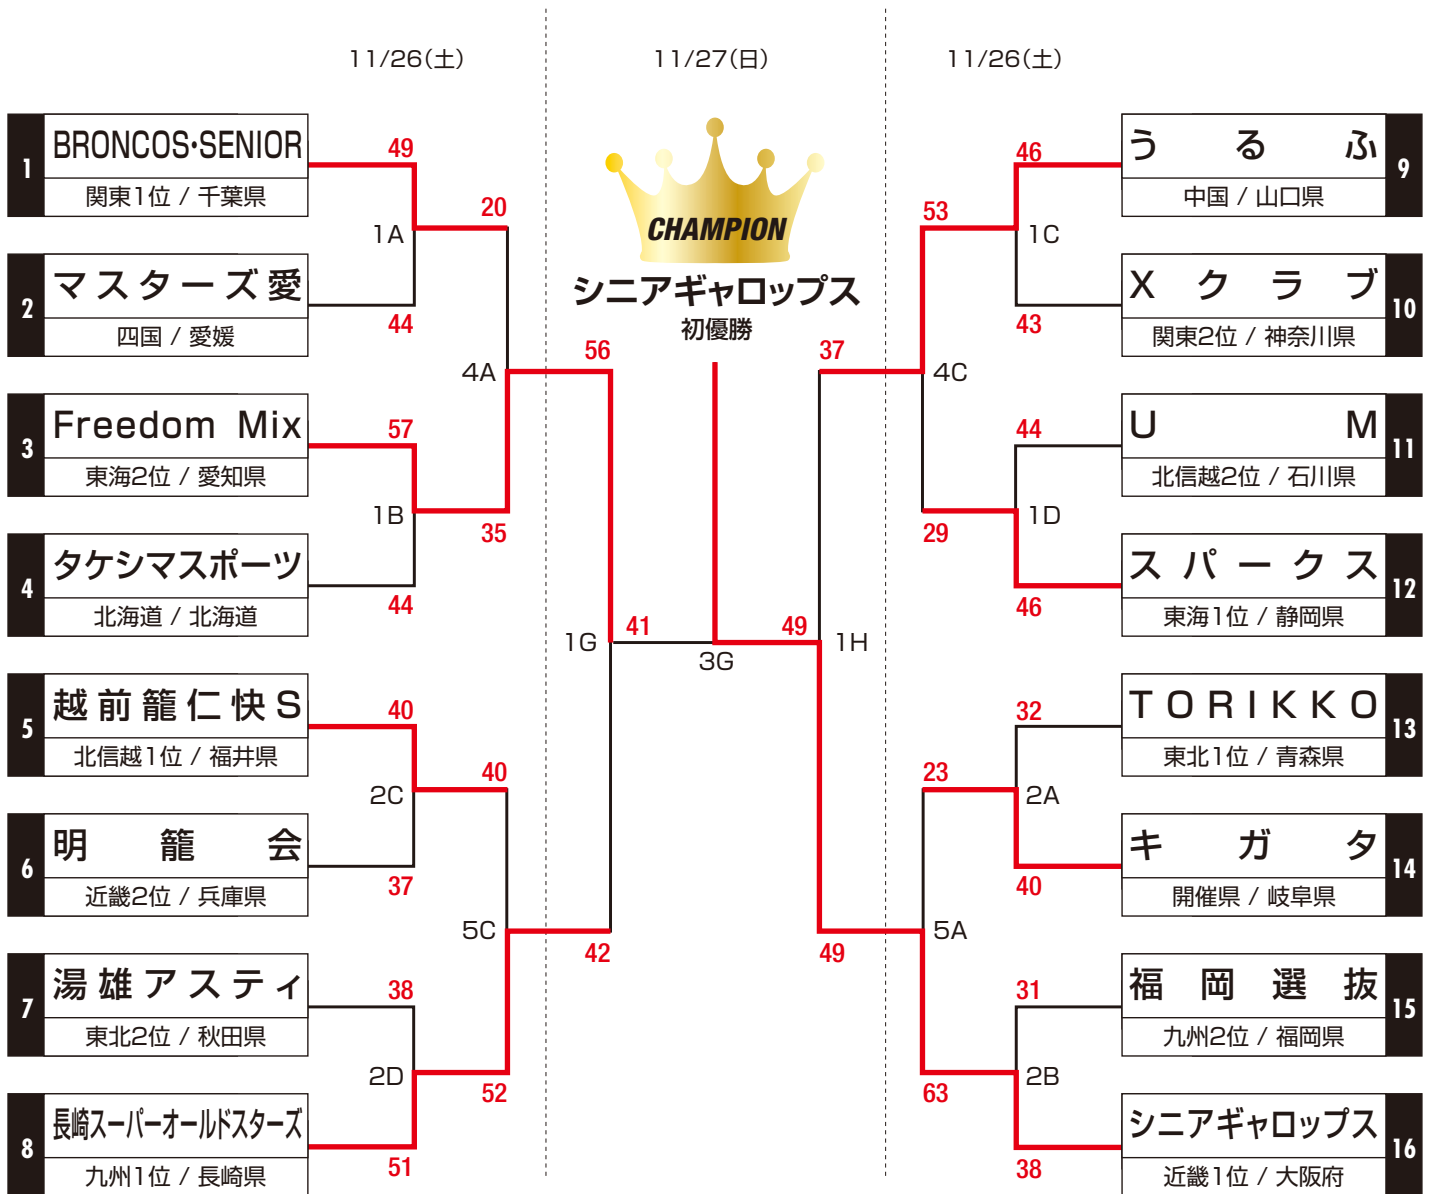 11/26(土)
11/27(日)
11/26(土)
1
BRONCOS・SENIOR
関東1位 / 千葉県
2
マスターズ愛
四国 / 愛媛
3
Freedom Mix
東海2位 / 愛知県
4
タケシマスポーツ
北海道 / 北海道
5
越前籠仁快S
北信越1位 / 福井県
6
明籠会
近畿2位 / 兵庫県
7
湯雄アスティ
東北2位 / 秋田県
8
長崎スーパーオールドスターズ
九州1位 / 長崎県
49
1A
44
57
1B
44
40
2C
37
38
2D
51
20
4A
35
40
5C
52
56
1G
42
CHAMPION
シニアギャロップス
初優勝
41
3G
49
37
1H
49
53
4C
29
23
5A
63
46
1C
43
44
1D
46
32
2A
40
31
2B
38
うるふ
中国 / 山口県
9
Xクラブ
関東2位 / 神奈川県
10
UM
北信越2位 / 石川県
11
スパークス
東海1位 / 静岡県
12
TORIKKO
東北1位 / 青森県
13
キガタ
開催県 / 岐阜県
14
福岡選抜
九州2位 / 福岡県
15
シニアギャロップス
近畿1位 / 大阪府
16